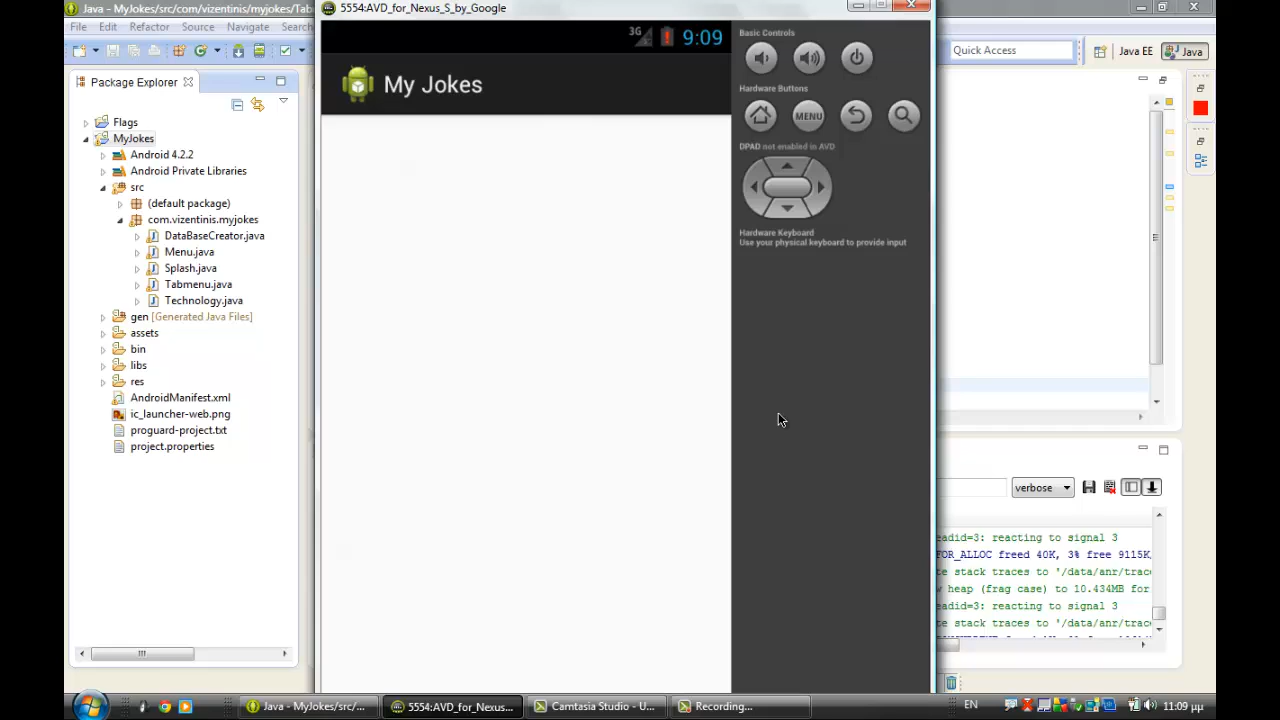 Java - MyJokes/src/com/vizentinis/myjokes/Tab
5554:AVD_for_Nexus_S_by_Google
File Edit Refactor Source Navigate Search
Quick Access
Java EE
Java
Package Explorer
Flags
MyJokes
Android 4.2.2
Android Private Libraries
src
(default package)
com.vizentinis.myjokes
DataBaseCreator.java
Menu.java
Splash.java
Tabmenu.java
Technology.java
gen [Generated Java Files]
assets
bin
libs
res
AndroidManifest.xml
ic_launcher-web.png
proguard-project.txt
project.properties
3G 9:09
My Jokes
Basic Controls
Hardware Buttons
MENU
DPAD not enabled in AVD
Hardware Keyboard
Use your physical keyboard to provide input
verbose
eadid=3: reacting to signal 3
FOR_ALLOC freed 40K, 3% free 9115K,
te stack traces to '/data/anr/trac
w heap (frag case) to 10.434MB for
eadid=3: reacting to signal 3
te stack traces to '/data/anr/trac
Java - MyJokes/src/...
5554:AVD_for_Nexus...
Camtasia Studio - U...
Recording...
EN
11:09 μμ